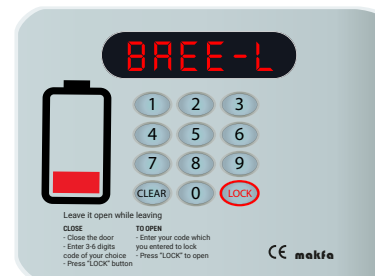 BAEE-L
1 2 3
4 5 6
7 8 9
CLEAR 0 LOCK
Leave it open while leaving
CLOSE
- Close the door
- Enter 3-6 digits
code of your choice
- Press "LOCK" button
TO OPEN
- Enter your code which
you entered to lock
- Press "LOCK" to open
CE makfa